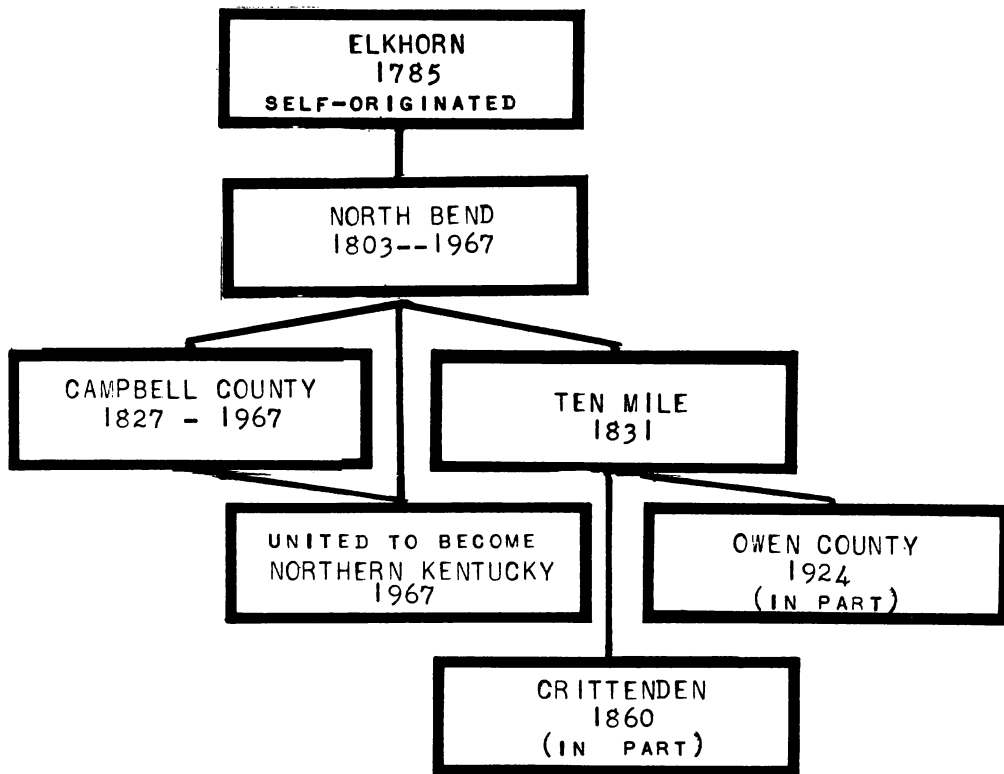 ELKHORN
1785
SELF-ORIGINATED
NORTH BEND
1803--1967
CAMPBELL COUNTY
1827 - 1967
TEN MILE
1831
UNITED TO BECOME
NORTHERN KENTUCKY
1967
OWEN COUNTY
1924
(IN PART)
CRITTENDEN
1860
(IN PART)